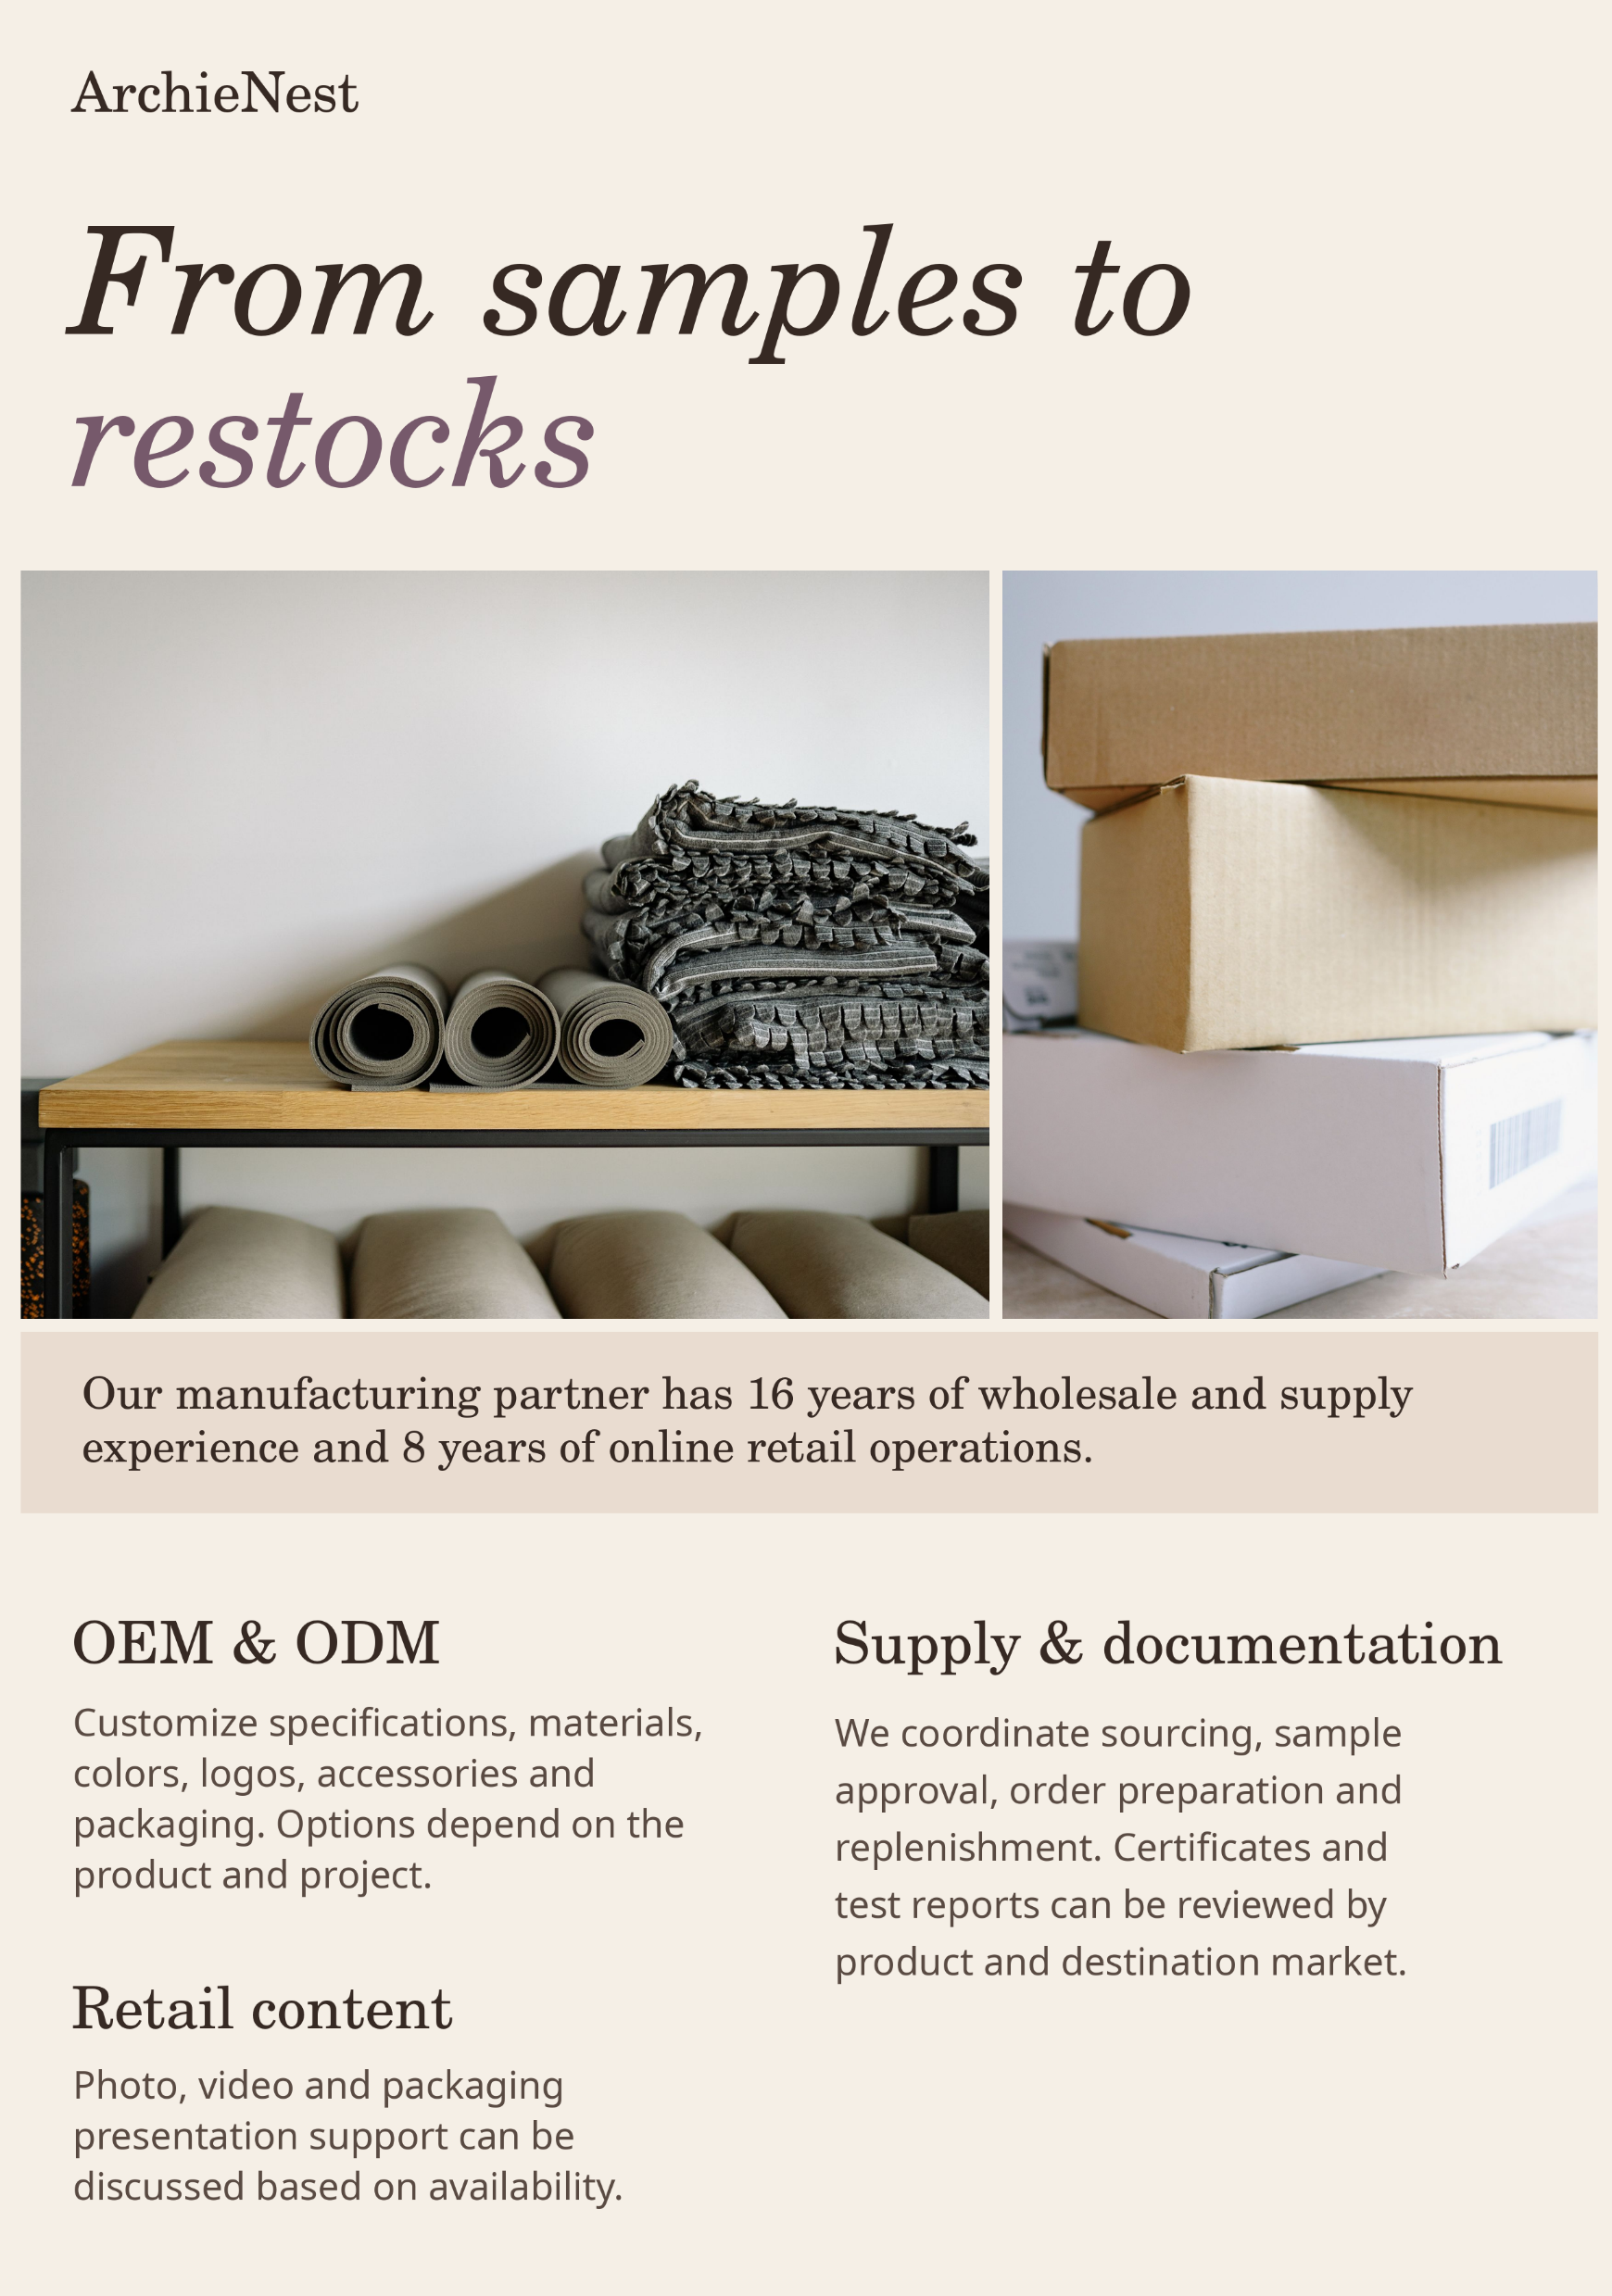 ArchieNest
From samples to
restocks
Our manufacturing partner has 16 years of wholesale and supply
experience and 8 years of online retail operations.
OEM & ODM
Customize specifications, materials,
colors, logos, accessories and
packaging. Options depend on the
product and project.
Retail content
Photo, video and packaging
presentation support can be
discussed based on availability.
Supply & documentation
We coordinate sourcing, sample
approval, order preparation and
replenishment. Certificates and
test reports can be reviewed by
product and destination market.